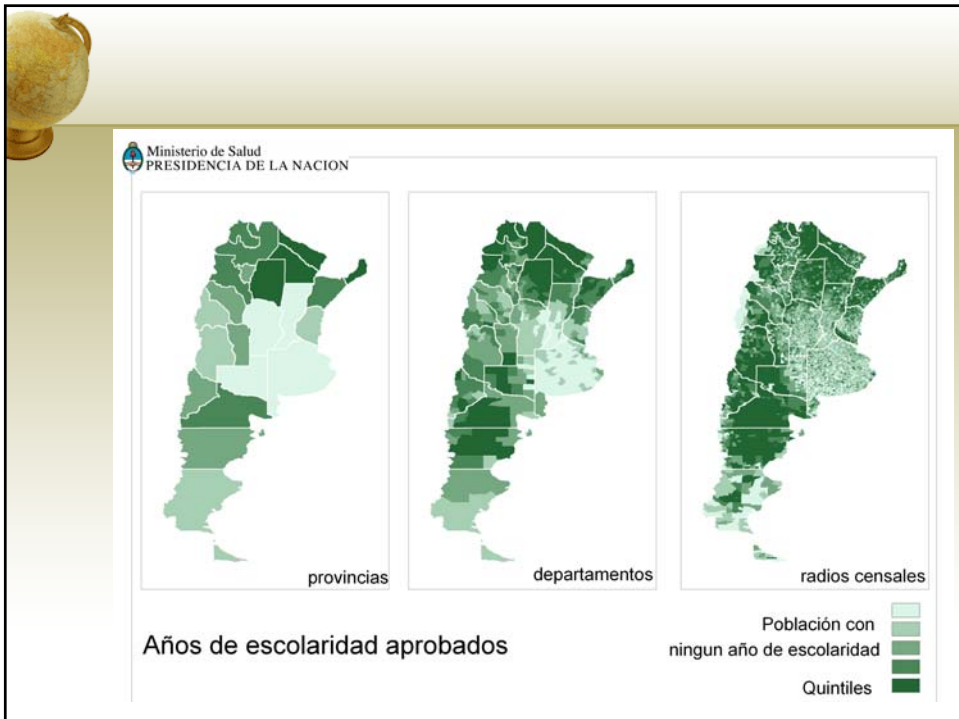 Ministerio de Salud
PRESIDENCIA DE LA NACION
provincias
departamentos
radios censales
Años de escolaridad aprobados
Población con
ningun año de escolaridad
Quintiles